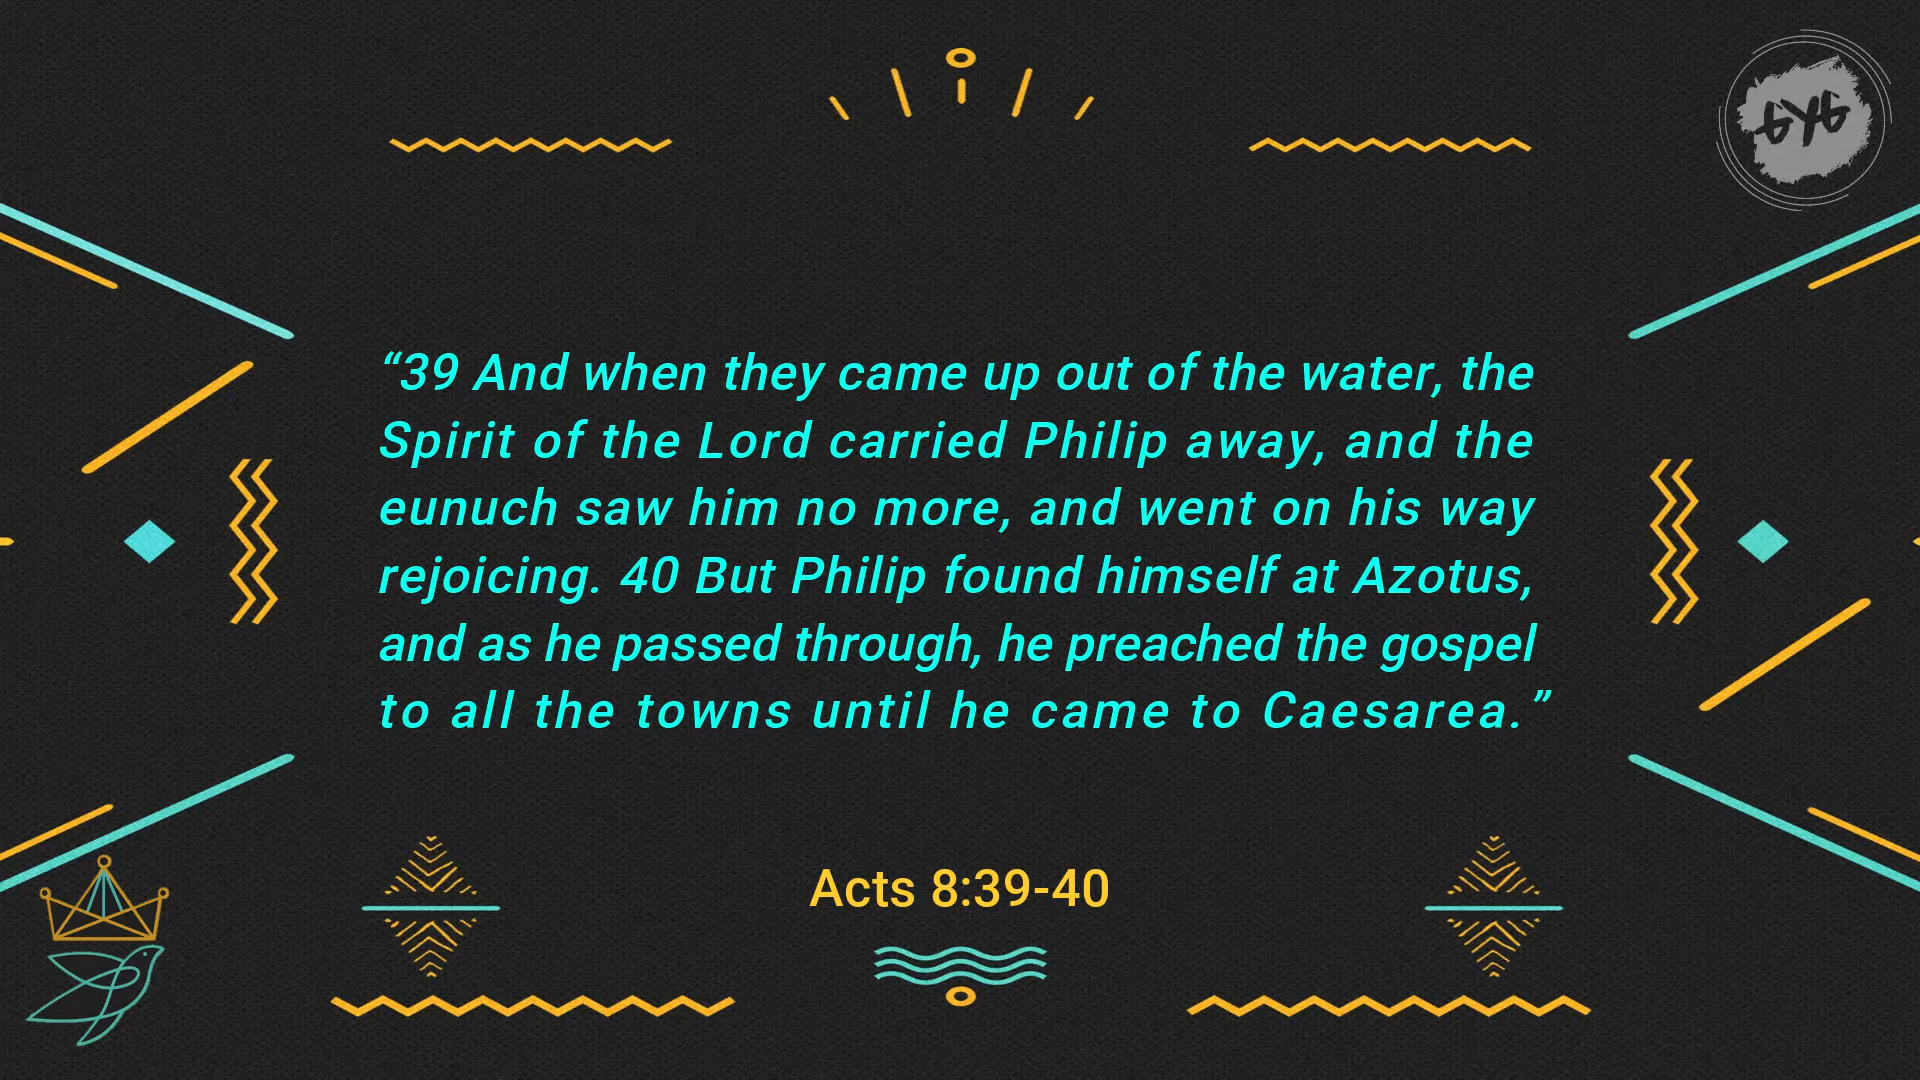 GYG
“39 And when they came up out of the water, the
Spirit of the Lord carried Philip away, and the
eunuch saw him no more, and went on his way
rejoicing. 40 But Philip found himself at Azotus,
and as he passed through, he preached the gospel
to all the towns until he came to Caesarea.”
Acts 8:39-40